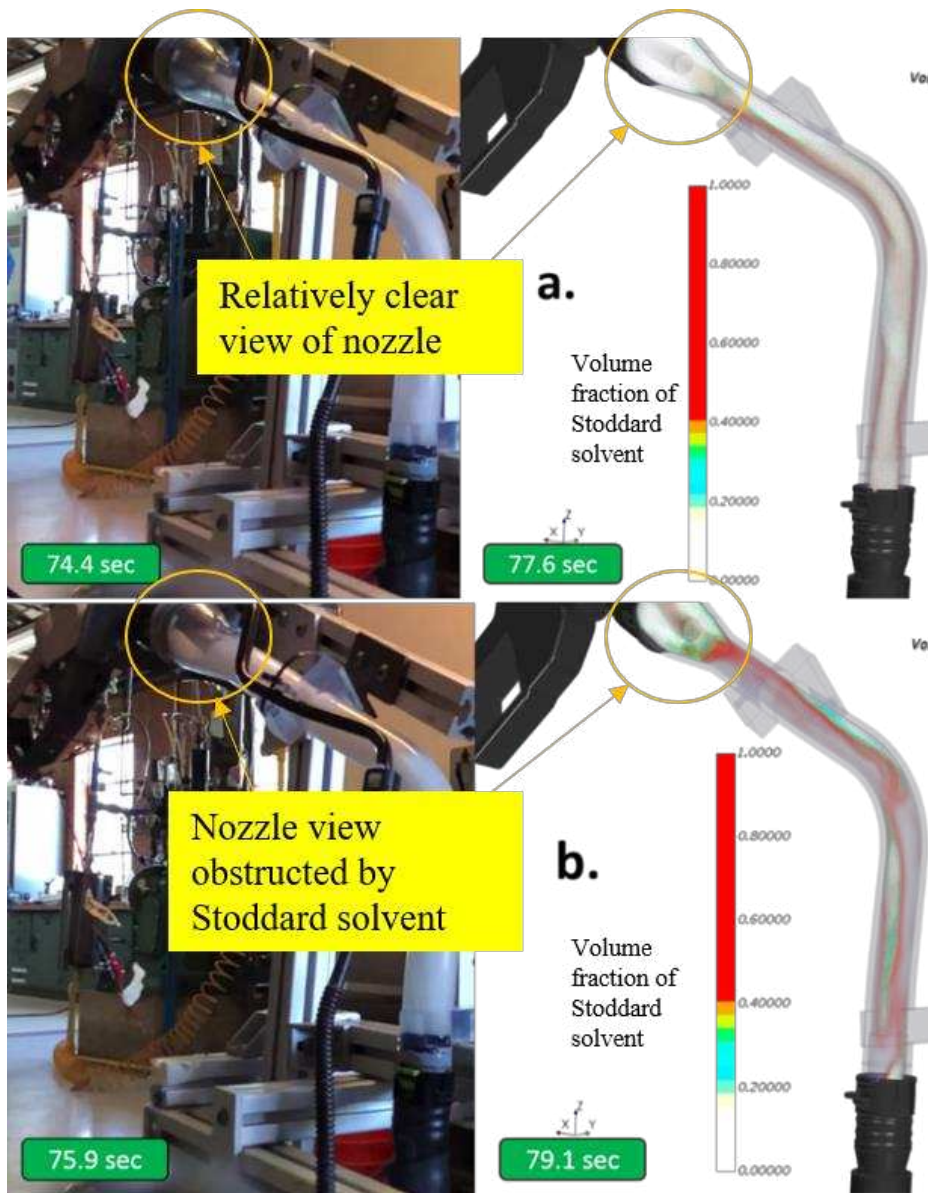 Vo
Relatively clear
view of nozzle
a.
Volume
fraction of
Stoddard
solvent
1.0000
0.80000
0.60000
0.40000
0.20000
0.00000
Z
X Y
74.4 sec
77.6 sec
Vo
Nozzle view
obstructed by
Stoddard solvent
b.
Volume
fraction of
Stoddard
solvent
1.0000
0.80000
0.60000
0.40000
0.20000
0.00000
Z
X Y
75.9 sec
79.1 sec